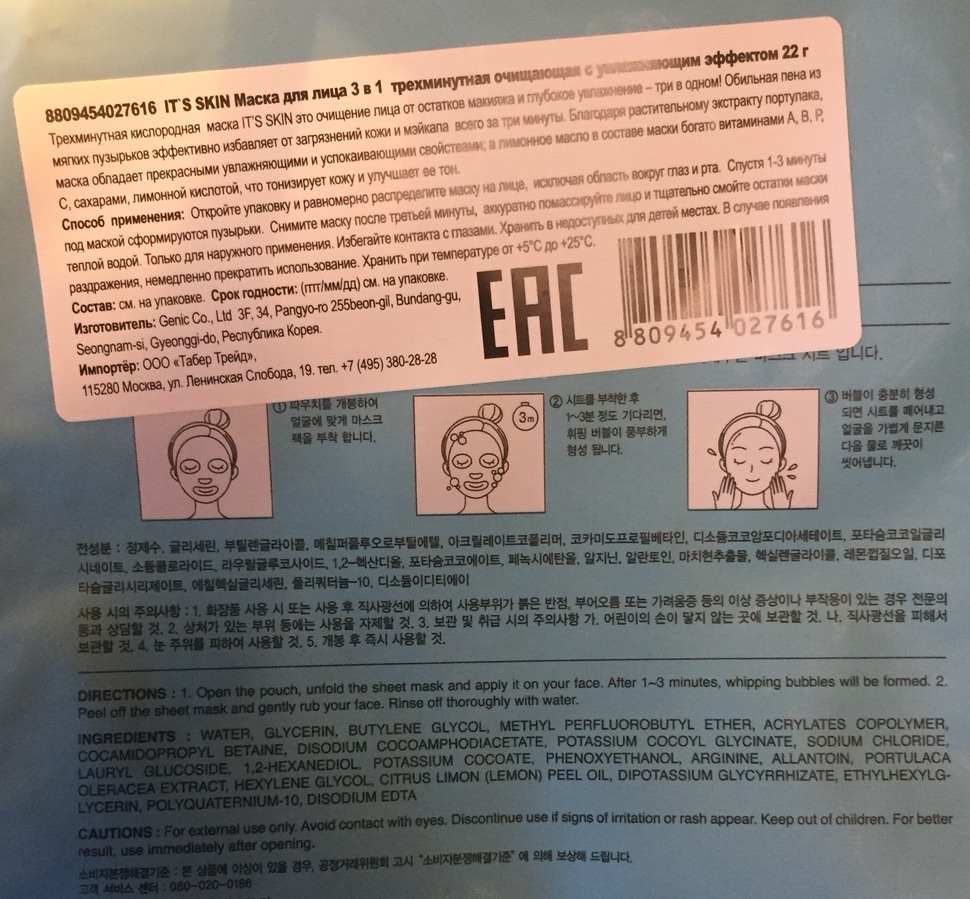 8809454027616 IT'S SKIN Маска для лица 3 в 1 трехминутная очищающая с увлажняющим эффектом 22 г
Трехминутная кислородная маска IT'S SKIN это очищение лица от остатков макияжа и глубокое увлажнение – три в одном! Обильная пена из
мягких пузырьков эффективно избавляет от загрязнений кожи и мэйкапа всего за три минуты. Благодаря растительному экстракту портулака,
маска обладает прекрасными увлажняющими и успокаивающими свойствами; а лимонное масло в составе маски богато витаминами А, В, Р,
С, сахарами, лимонной кислотой, что тонизирует кожу и улучшает ее тон.
Способ применения: Откройте упаковку и равномерно распределите маску на лице, исключая область вокруг глаз и рта. Спустя 1-3 минуты
под маской сформируются пузырьки. Снимите маску после третьей минуты, аккуратно помассируйте лицо и тщательно смойте остатки маски
теплой водой. Только для наружного применения. Избегайте контакта с глазами. Хранить в недоступных для детей местах. В случае появления
раздражения, немедленно прекратить использование. Хранить при температуре от +5°C до +25°C.
Состав: см. на упаковке. Срок годности: (гггг/мм/дд) см. на упаковке.
Изготовитель: Genic Co., Ltd 3F, 34, Pangyo-ro 255beon-gil, Bundang-gu,
Seongnam-si, Gyeonggi-do, Республика Корея.
Импортёр: ООО «Табер Трейд»,
115280 Москва, ул. Ленинская Слобода, 19. тел. +7 (495) 380-28-28
EAC
8 809454 027616
마스크 시트 입니다.
① 파우치를 개봉하여
얼굴에 맞게 마스크
팩을 부착 합니다.
3m
② 시트를 부착한 후
1~3분 정도 기다리면,
휘핑 버블이 풍부하게
형성 됩니다.
③ 버블이 충분히 형성
되면 시트를 떼어내고
얼굴을 가볍게 문지른
다음 물로 깨끗이
씻어냅니다.
전성분 : 정제수, 글리세린, 부틸렌글라이콜, 메칠퍼플루오로부틸에텔, 아크릴레이트코폴리머, 코카미도프로필베타인, 디소듐코코암포디아세테이트, 포타슘코코일글리
시네이트, 소듐클로라이드, 라우릴글루코사이드, 1,2-헥산디올, 포타슘코코에이트, 페녹시에탄올, 알지닌, 알란토인, 마치현추출물, 헥실렌글라이콜, 레몬껍질오일, 디포
타슘글리시리제이트, 에칠헥실글리세린, 폴리쿼터늄-10, 디소듐이디티에이
사용 시의 주의사항 : 1. 화장품 사용 시 또는 사용 후 직사광선에 의하여 사용부위가 붉은 반점, 부어오름 또는 가려움증 등의 이상 증상이나 부작용이 있는 경우 전문의
등과 상담할 것. 2. 상처가 있는 부위 등에는 사용을 자제할 것. 3. 보관 및 취급 시의 주의사항 가. 어린이의 손이 닿지 않는 곳에 보관할 것. 나. 직사광선을 피해서
보관할 것. 4. 눈 주위를 피하여 사용할 것. 5. 개봉 후 즉시 사용할 것.
DIRECTIONS : 1. Open the pouch, unfold the sheet mask and apply it on your face. After 1~3 minutes, whipping bubbles will be formed. 2.
Peel off the sheet mask and gently rub your face. Rinse off thoroughly with water.
INGREDIENTS : WATER, GLYCERIN, BUTYLENE GLYCOL, METHYL PERFLUOROBUTYL ETHER, ACRYLATES COPOLYMER,
COCAMIDOPROPYL BETAINE, DISODIUM COCOAMPHODIACETATE, POTASSIUM COCOYL GLYCINATE, SODIUM CHLORIDE,
LAURYL GLUCOSIDE, 1,2-HEXANEDIOL, POTASSIUM COCOATE, PHENOXYETHANOL, ARGININE, ALLANTOIN, PORTULACA
OLERACEA EXTRACT, HEXYLENE GLYCOL, CITRUS LIMON (LEMON) PEEL OIL, DIPOTASSIUM GLYCYRRHIZATE, ETHYLHEXYLG-
LYCERIN, POLYQUATERNIUM-10, DISODIUM EDTA
CAUTIONS : For external use only. Avoid contact with eyes. Discontinue use if signs of irritation or rash appear. Keep out of children. For better
result, use immediately after opening.
소비자분쟁해결기준 : 본 상품에 이상이 있을 경우, 공정거래위원회 고시 "소비자분쟁해결기준" 에 의해 보상해 드립니다.
고객 서비스 센터 : 080-020-0186